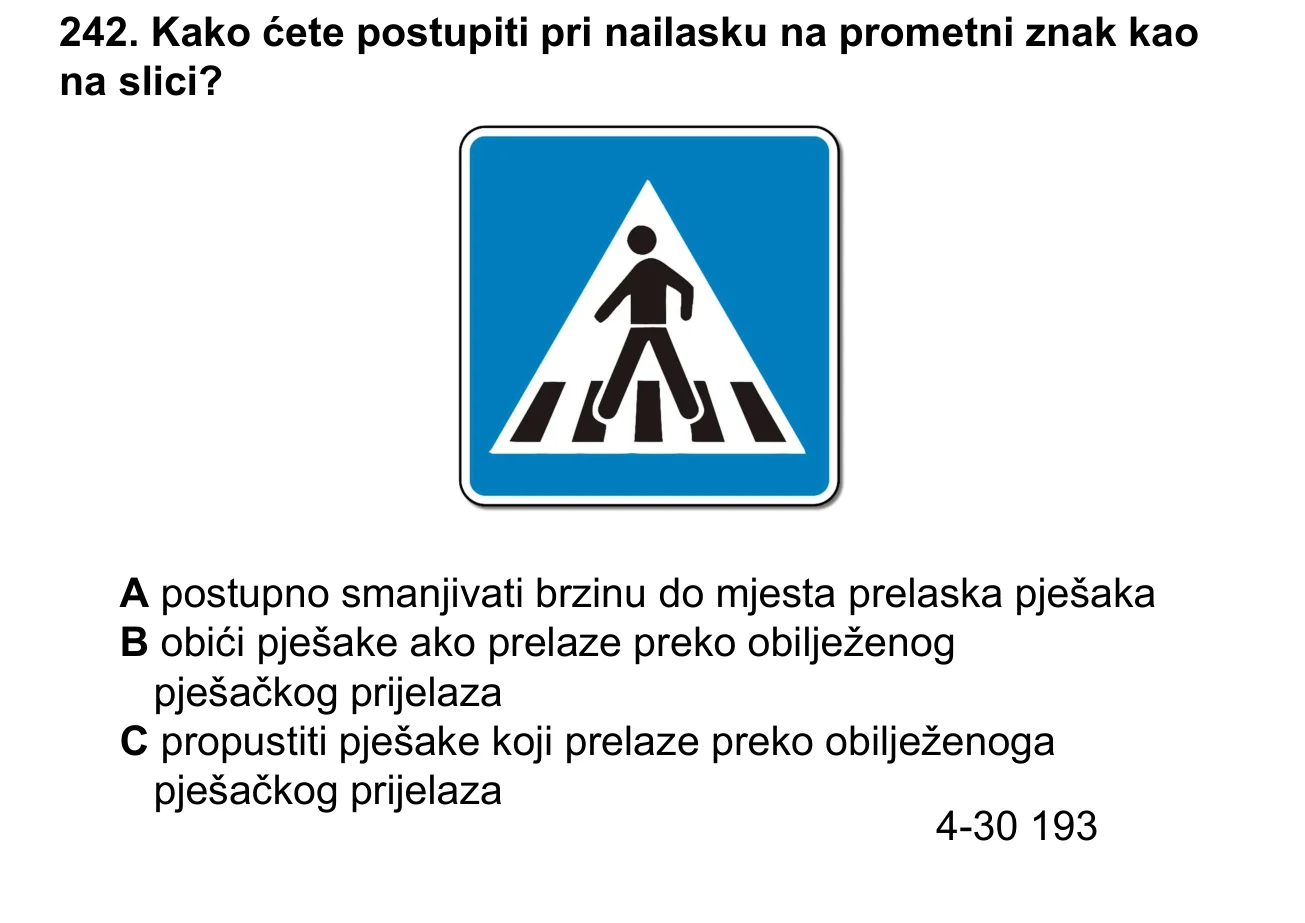 242. Kako ćete postupiti pri nailasku na prometni znak kao
na slici?
A postupno smanjivati brzinu do mjesta prelaska pješaka
B obići pješake ako prelaze preko obilježenog
pješačkog prijelaza
C propustiti pješake koji prelaze preko obilježenoga
pješačkog prijelaza
4-30 193